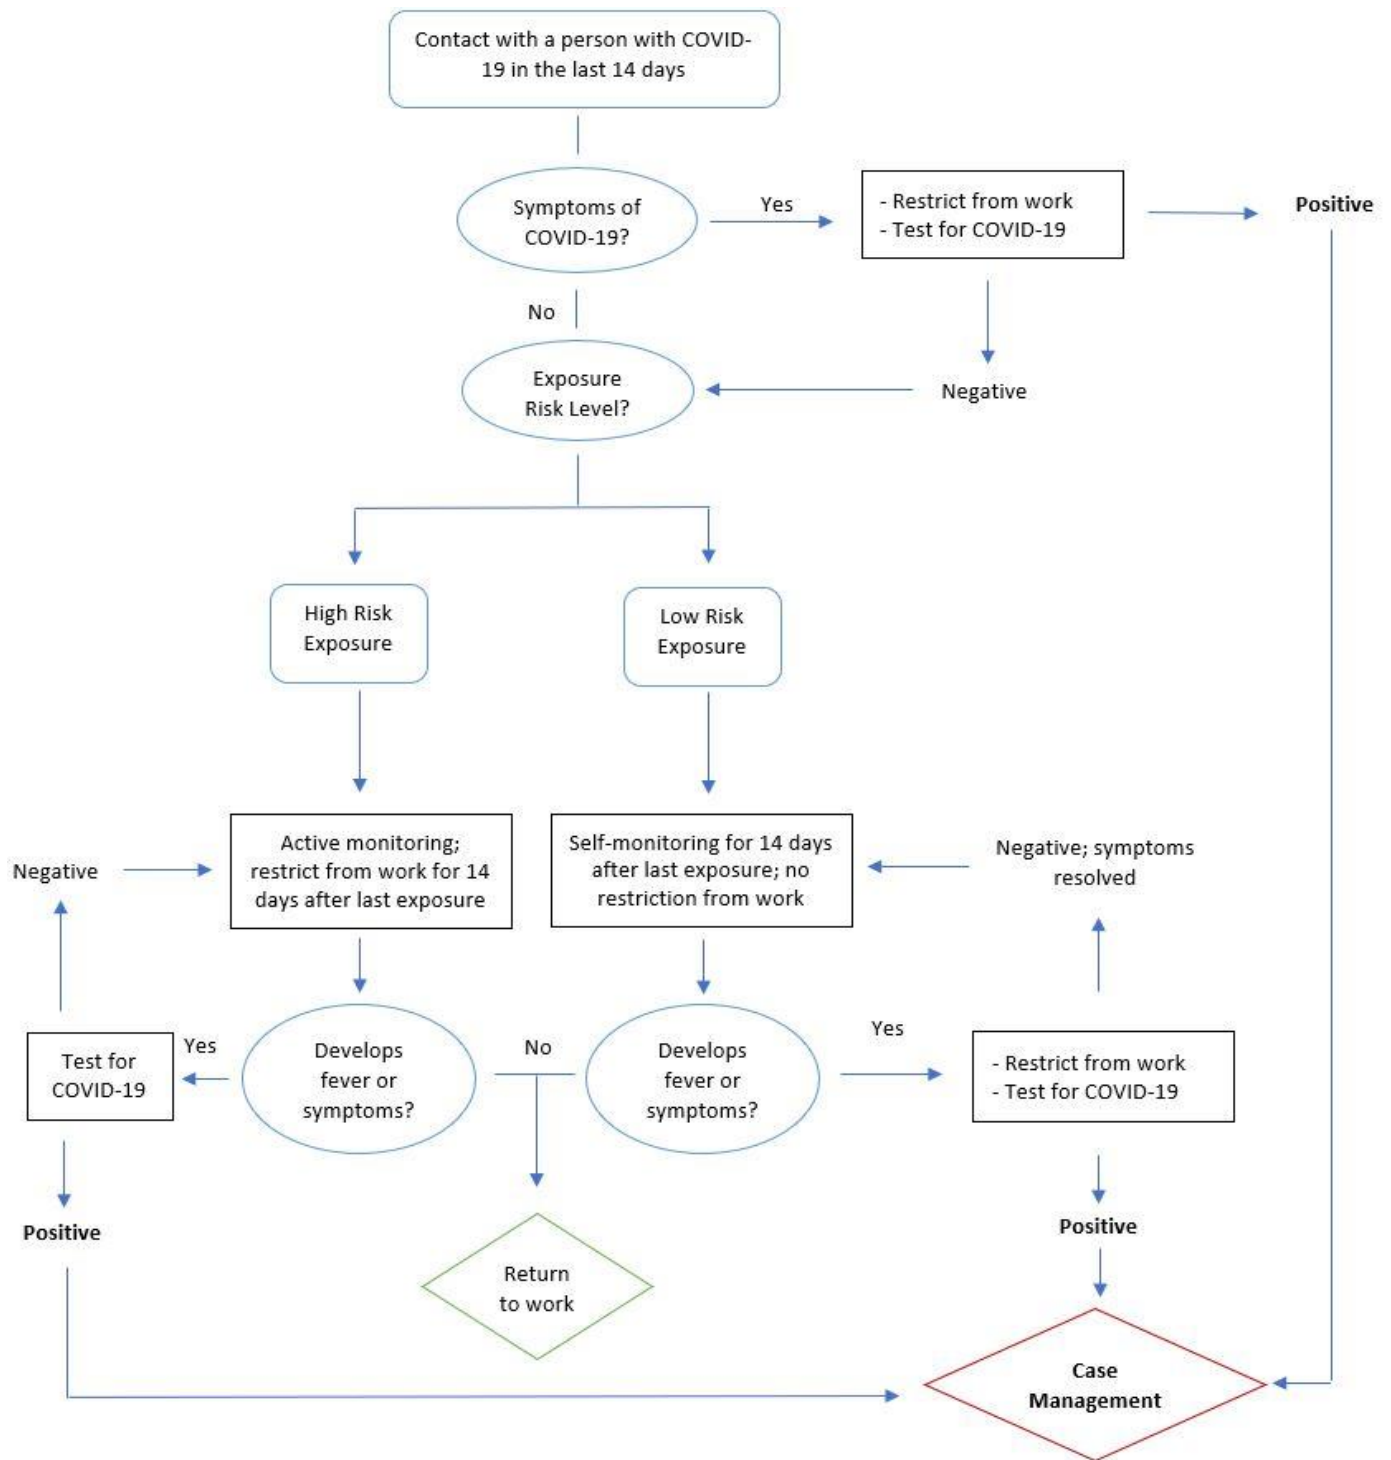 Contact with a person with COVID-
19 in the last 14 days
Symptoms of
COVID-19?
Yes
- Restrict from work
- Test for COVID-19
Positive
No
Exposure
Risk Level?
Negative
High Risk
Exposure
Low Risk
Exposure
Negative
Active monitoring;
restrict from work for 14
days after last exposure
Self-monitoring for 14 days
after last exposure; no
restriction from work
Negative; symptoms
resolved
Test for
COVID-19
Yes
Develops
fever or
symptoms?
No
Develops
fever or
symptoms?
Yes
- Restrict from work
- Test for COVID-19
Positive
Return
to work
Positive
Case
Management